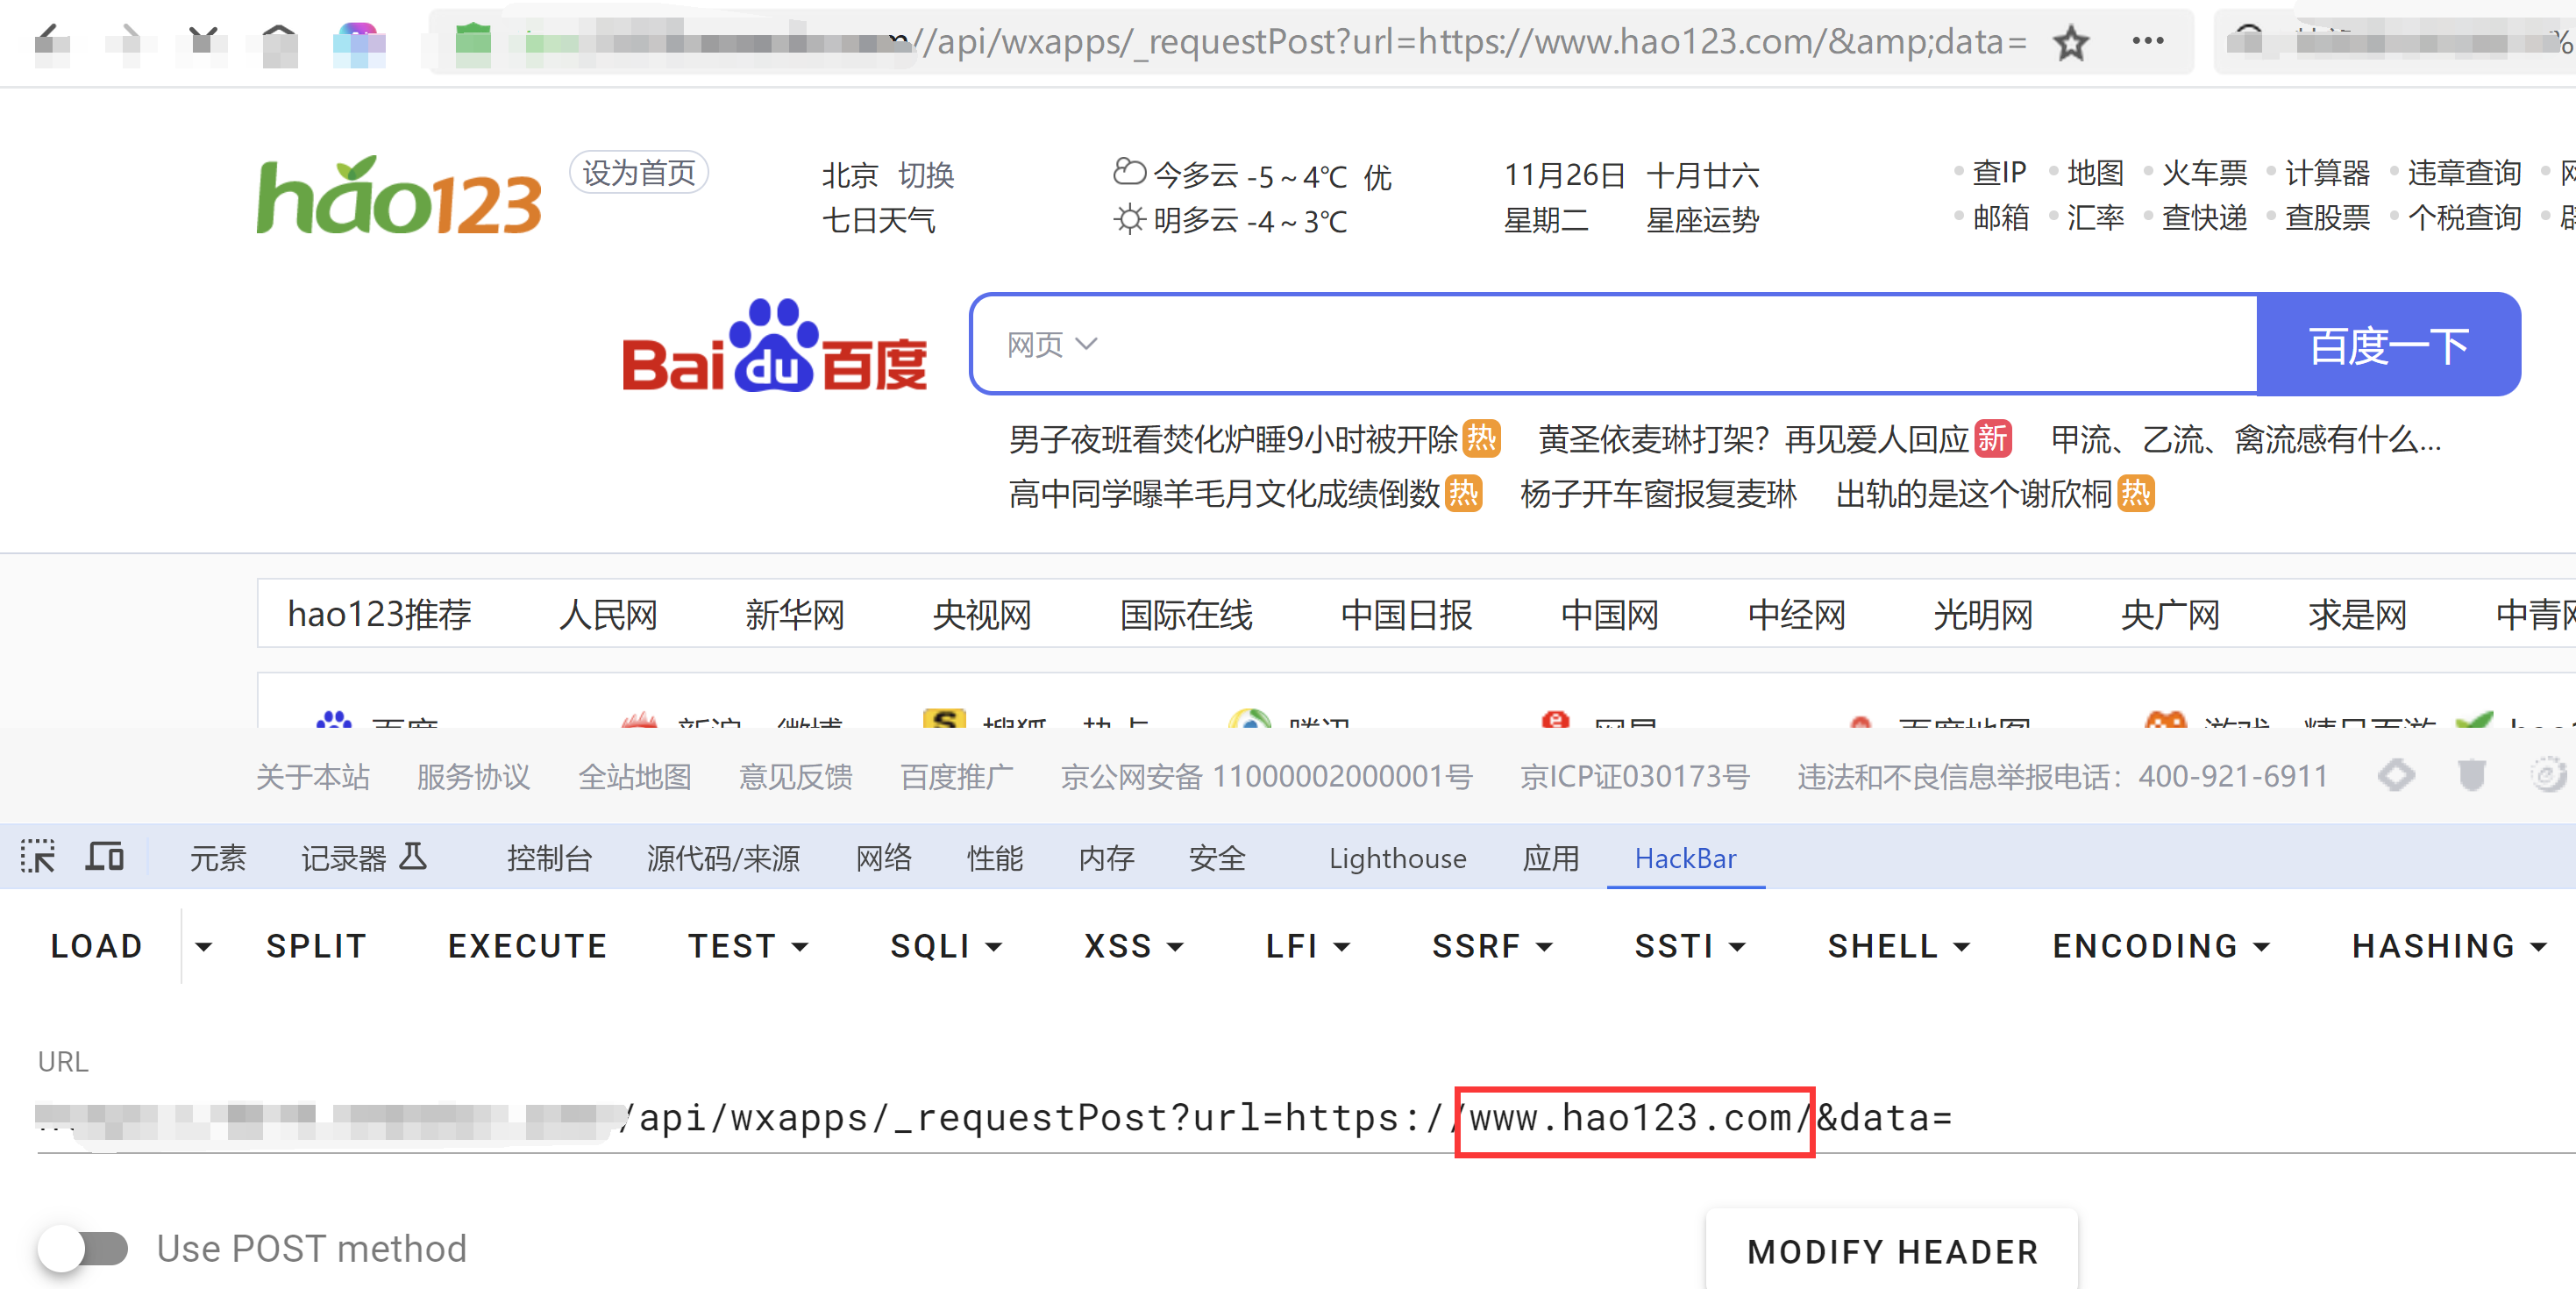 //api/wxapps/_requestPost?url=https://www.hao123.com/&amp;data=
hao123 设为首页 北京 切换 今多云 -5～4℃ 优 11月26日 十月廿六 查IP 地图 火车票 计算器 违章查询
七日天气 明多云 -4～3℃ 星期二 星座运势 邮箱 汇率 查快递 查股票 个税查询
Bai du 百度 网页 百度一下
男子夜班看焚化炉睡9小时被开除 热 黄圣依麦琳打架？再见爱人回应 新 甲流、乙流、禽流感有什么...
高中同学曝羊毛月文化成绩倒数 热 杨子开车窗报复麦琳 出轨的是这个谢欣桐 热
hao123推荐 人民网 新华网 央视网 国际在线 中国日报 中国网 中经网 光明网 央广网 求是网 中青网
关于本站 服务协议 全站地图 意见反馈 百度推广 京公网安备 11000002000001号 京ICP证030173号 违法和不良信息举报电话：400-921-6911
元素 记录器 控制台 源代码/来源 网络 性能 内存 安全 Lighthouse 应用 HackBar
LOAD SPLIT EXECUTE TEST SQLI XSS LFI SSRF SSTI SHELL ENCODING HASHING
URL
/api/wxapps/_requestPost?url=https://www.hao123.com/&data=
Use POST method
MODIFY HEADER